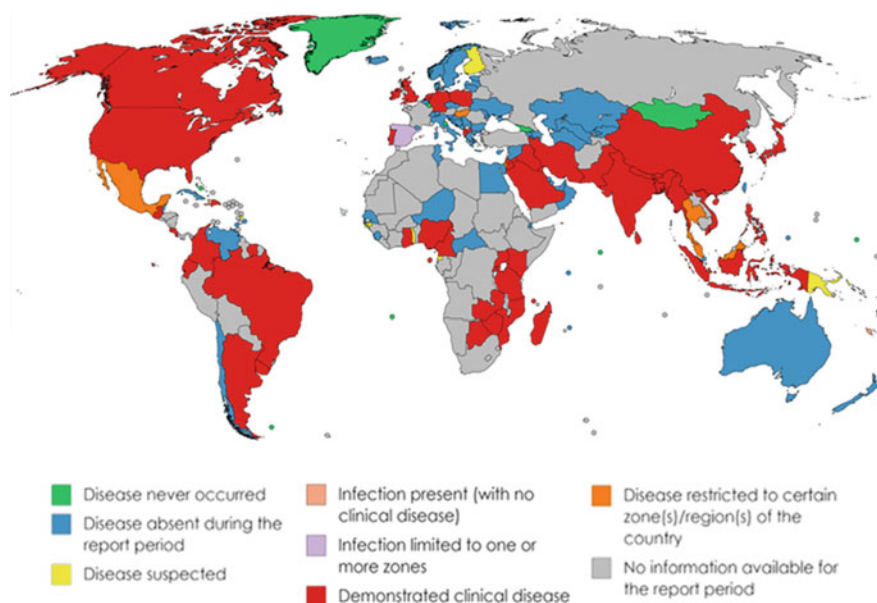 Disease never occurred
Disease absent during the
report period
Disease suspected
Infection present (with no
clinical disease)
Infection limited to one or
more zones
Demonstrated clinical disease
Disease restricted to certain
zone(s)/region(s) of the
country
No information available for
the report period